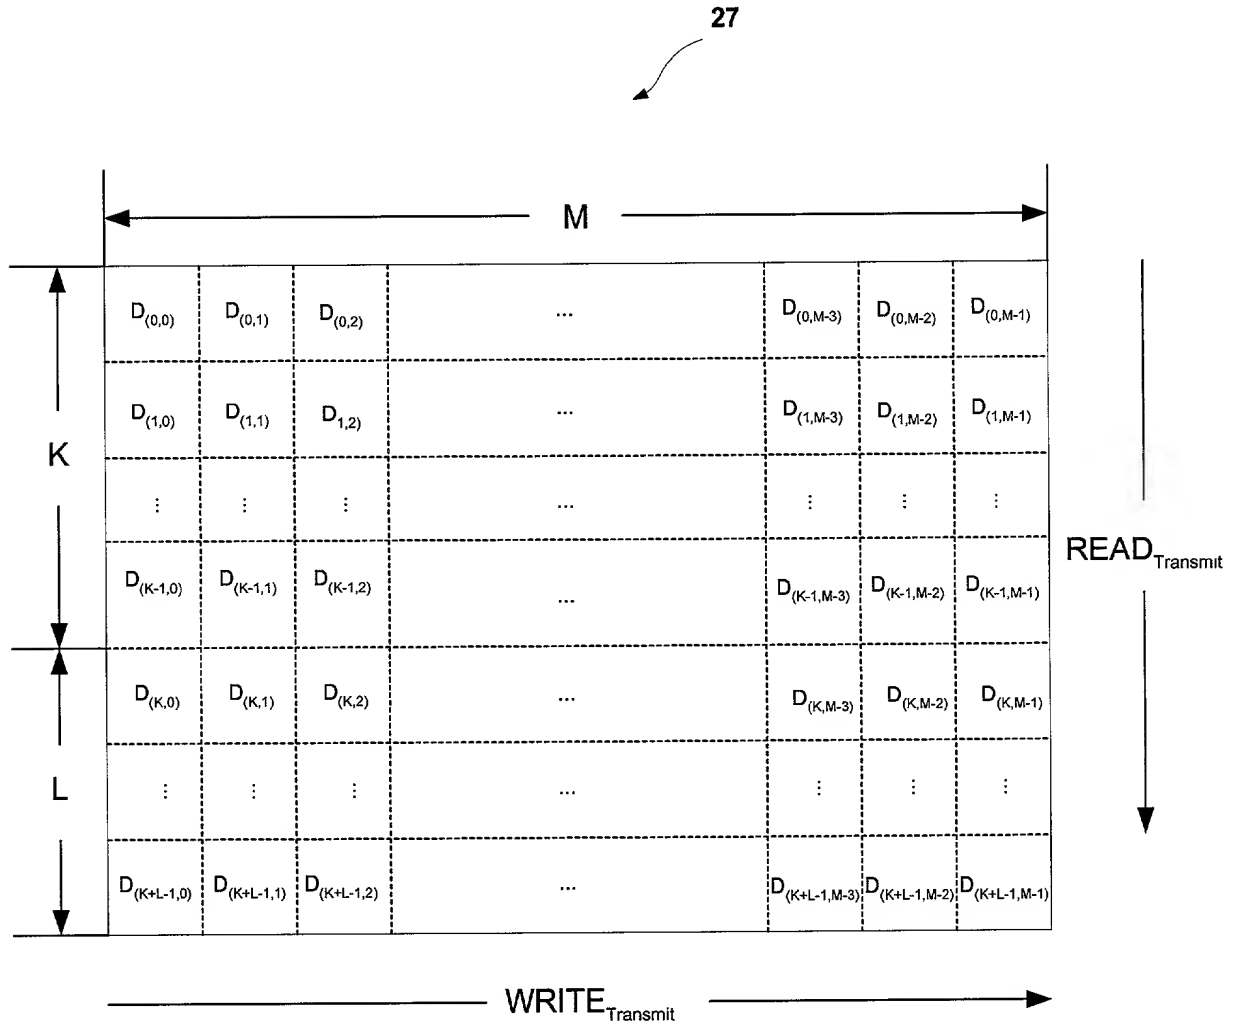 27
M
D(0,0) D(0,1) D(0,2) ... D(0,M-3) D(0,M-2) D(0,M-1)
D(1,0) D(1,1) D1,2) ... D(1,M-3) D(1,M-2) D(1,M-1)
K
⋮ ⋮ ⋮ ... ⋮ ⋮ ⋮
READTransmit
D(K-1,0) D(K-1,1) D(K-1,2) ... D(K-1,M-3) D(K-1,M-2) D(K-1,M-1)
D(K,0) D(K,1) D(K,2) ... D(K,M-3) D(K,M-2) D(K,M-1)
L
⋮ ⋮ ⋮ ... ⋮ ⋮ ⋮
D(K+L-1,0) D(K+L-1,1) D(K+L-1,2) ... D(K+L-1,M-3) D(K+L-1,M-2) D(K+L-1,M-1)
WRITETransmit